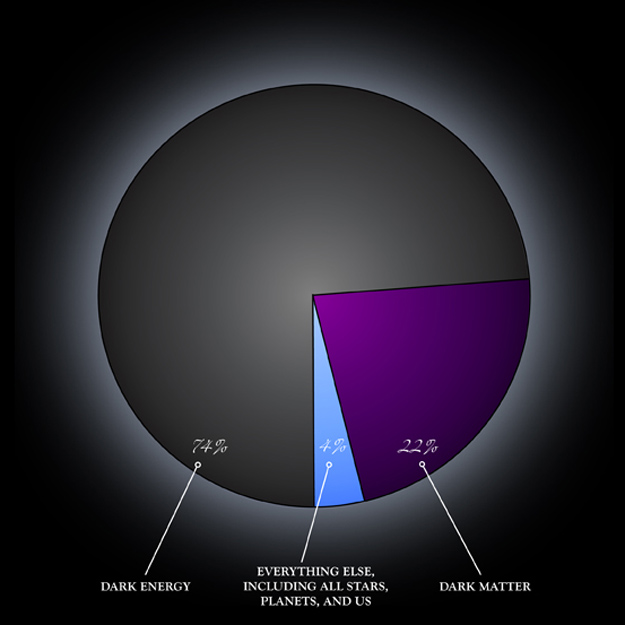 74%
4%
22%
DARK ENERGY
EVERYTHING ELSE,
INCLUDING ALL STARS,
PLANETS, AND US
DARK MATTER